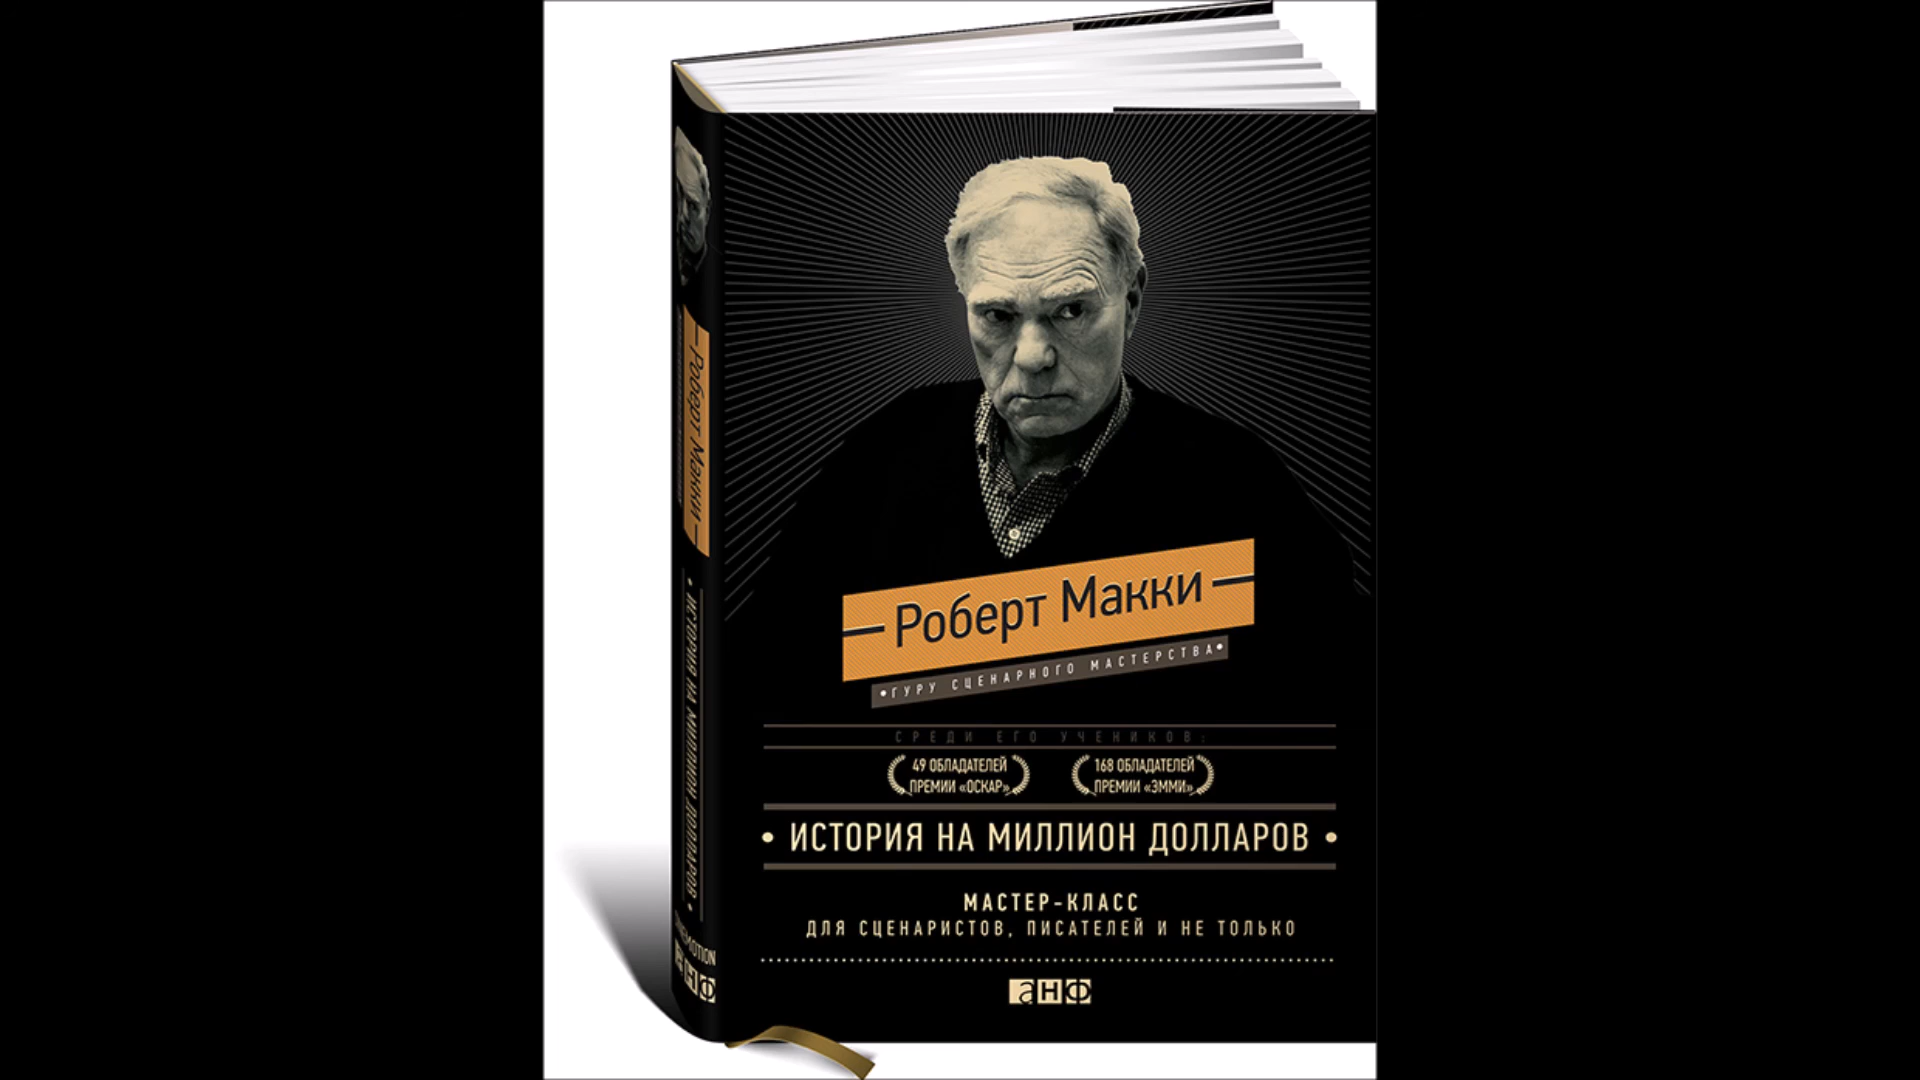 Роберт Макки
•ГУРУ СЦЕНАРНОГО МАСТЕРСТВА•
СРЕДИ ЕГО УЧЕНИКОВ:
49 ОБЛАДАТЕЛЕЙ
ПРЕМИИ «ОСКАР»
168 ОБЛАДАТЕЛЕЙ
ПРЕМИИ «ЭММИ»
• ИСТОРИЯ НА МИЛЛИОН ДОЛЛАРОВ •
МАСТЕР-КЛАСС
ДЛЯ СЦЕНАРИСТОВ, ПИСАТЕЛЕЙ И НЕ ТОЛЬКО
аНФ
Роберт Макки
• ИСТОРИЯ НА МИЛЛИОН ДОЛЛАРОВ •